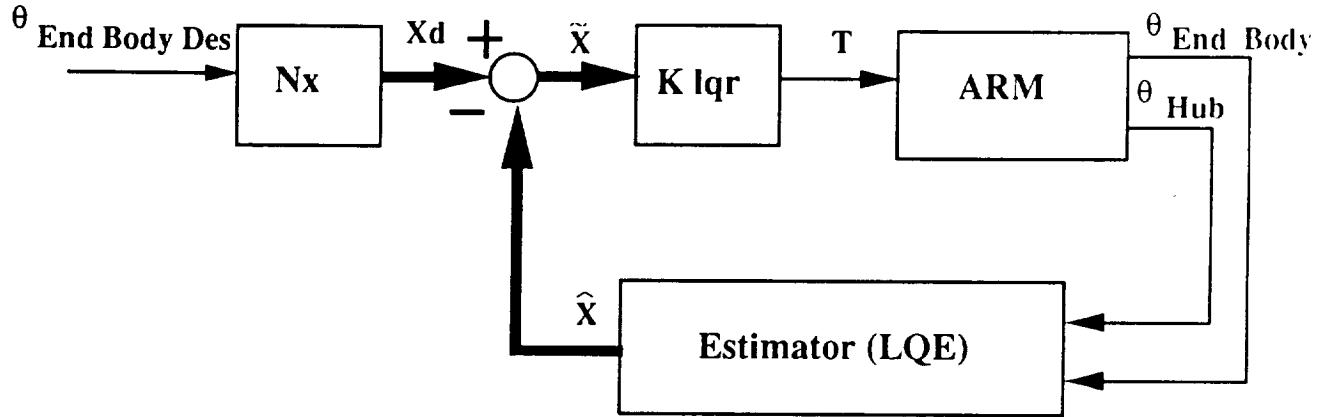 θ End Body Des
Nx
Xd
+
−
X̃
K lqr
T
ARM
θ End Body
θ Hub
X̂
Estimator (LQE)